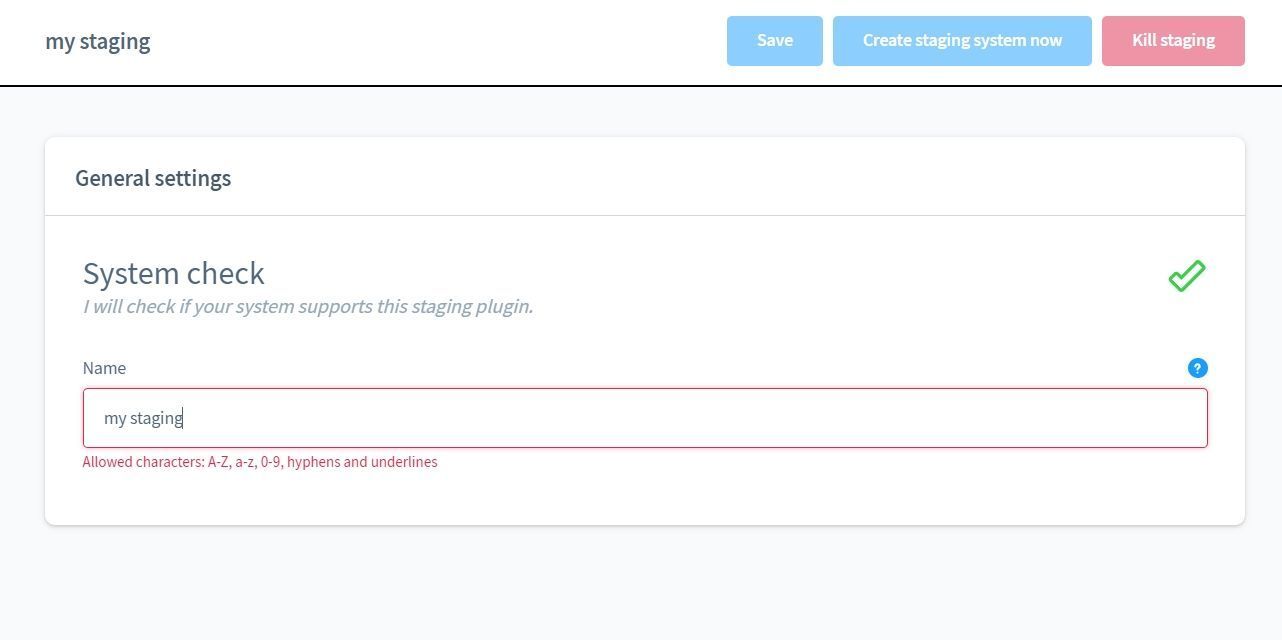 my staging
Save
Create staging system now
Kill staging
General settings
System check
I will check if your system supports this staging plugin.
Name
?
my staging
Allowed characters: A-Z, a-z, 0-9, hyphens and underlines